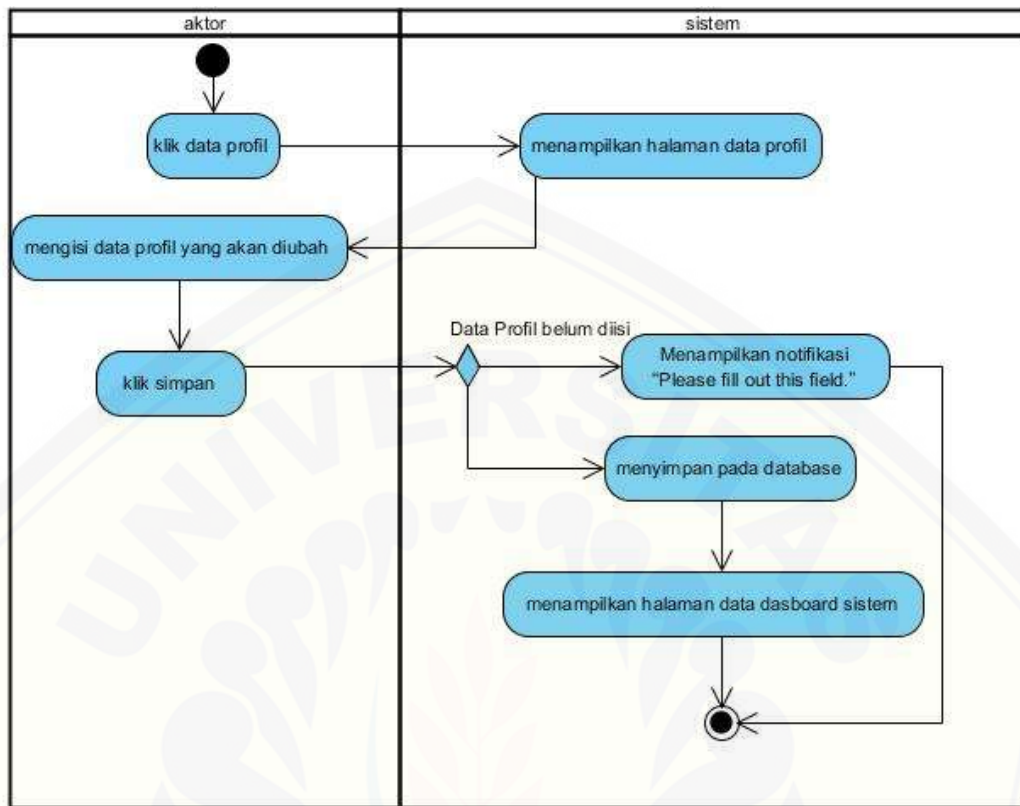 aktor
sistem
klik data profil
menampilkan halaman data profil
mengisi data profil yang akan diubah
Data Profil belum diisi
Menampilkan notifikasi
"Please fill out this field."
klik simpan
menyimpan pada database
menampilkan halaman data dasboard sistem
UNIVERSITAS